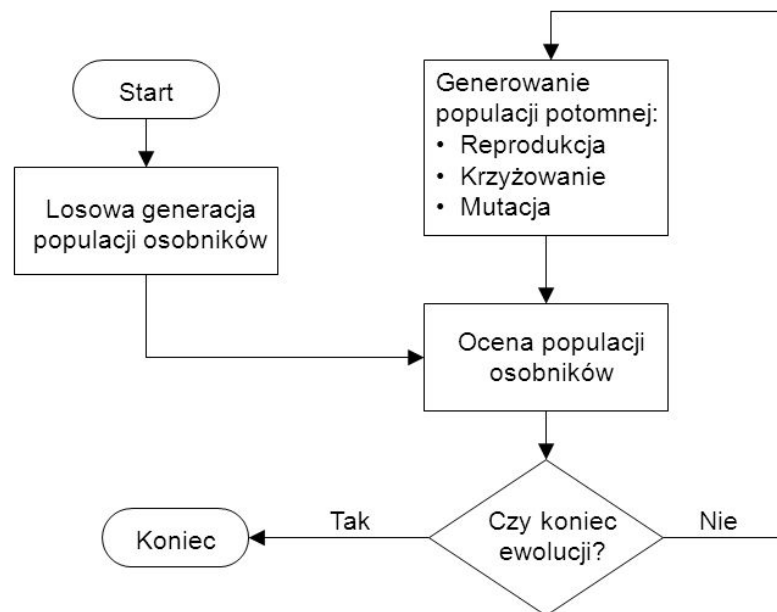 Start
Losowa generacja
populacji osobników
Generowanie
populacji potomnej:
• Reprodukcja
• Krzyżowanie
• Mutacja
Ocena populacji
osobników
Czy koniec
ewolucji?
Tak
Nie
Koniec